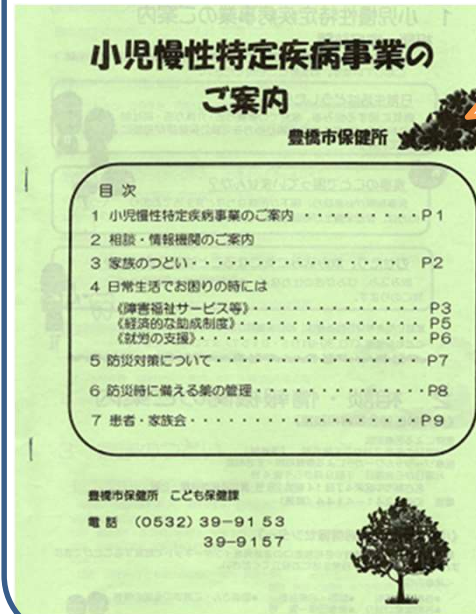 小児慢性特定疾病事業の
ご案内
豊橋市保健所
目 次
1 小児慢性特定疾病事業のご案内 ・・・・・・・・・P1
2 相談・情報機関のご案内
3 家族のつどい・・・・・・・・・・・・・・・・ P2
4 日常生活でお困りの時には
《障害福祉サービス等》・・・・・・・・・・・・・P3
《経済的な助成制度》・・・・・・・・・・・・・・P5
《就労の支援》・・・・・・・・・・・・・・・・・P6
5 防災対策について・・・・・・・・・・・・・・・P7
6 防災時に備える薬の管理・・・・・・・・・・・・P8
7 患者・家族会・・・・・・・・・・・・・・・・・P9
豊橋市保健所 こども保健課
電 話 (0532)39-9153
39-9157